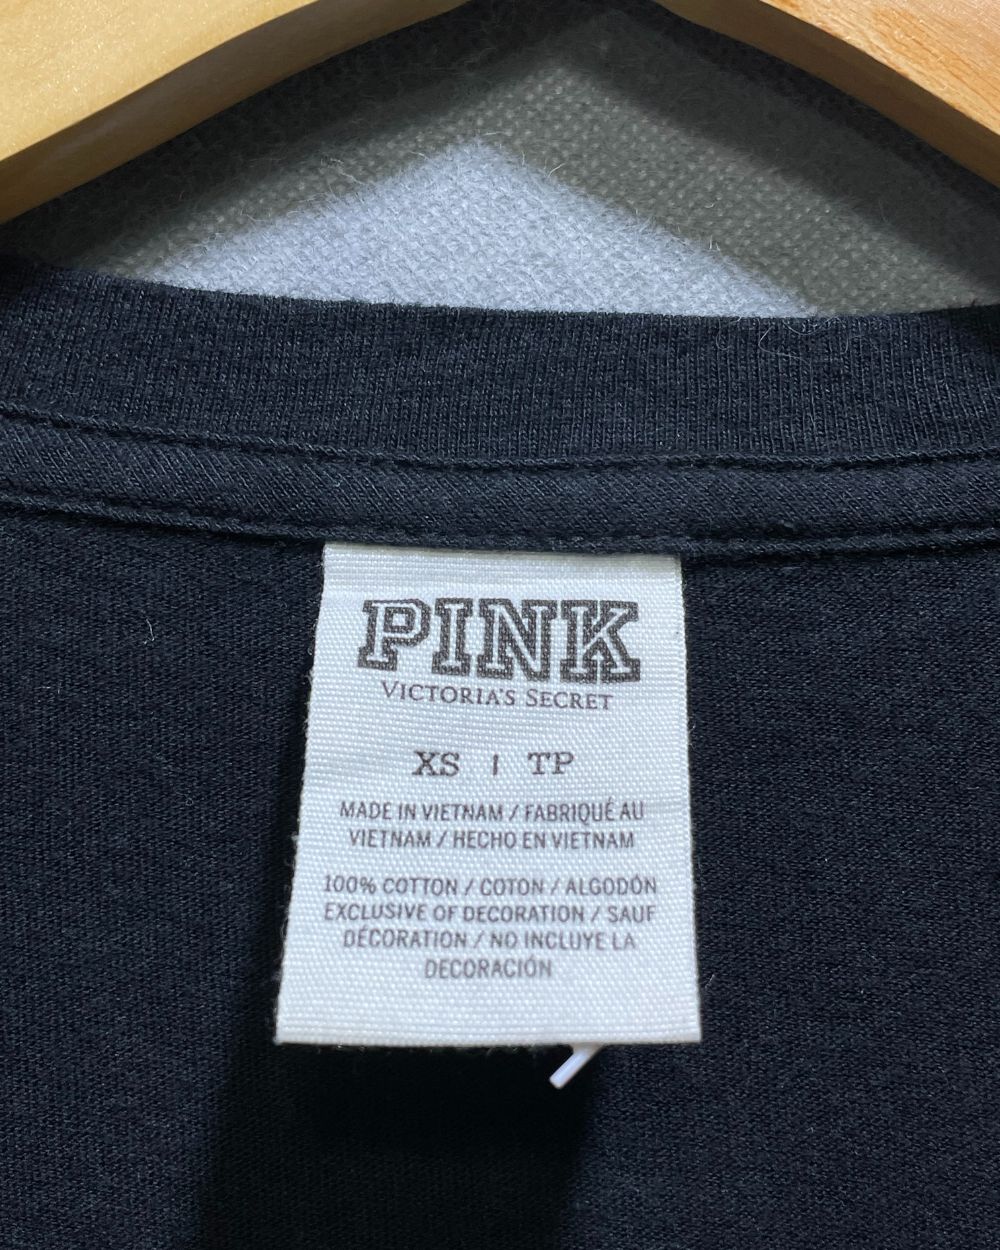 PINK
VICTORIA'S SECRET
XS | TP
MADE IN VIETNAM / FABRIQUÉ AU
VIETNAM / HECHO EN VIETNAM
100% COTTON / COTON / ALGODÓN
EXCLUSIVE OF DECORATION / SAUF
DÉCORATION / NO INCLUYE LA
DECORACIÓN